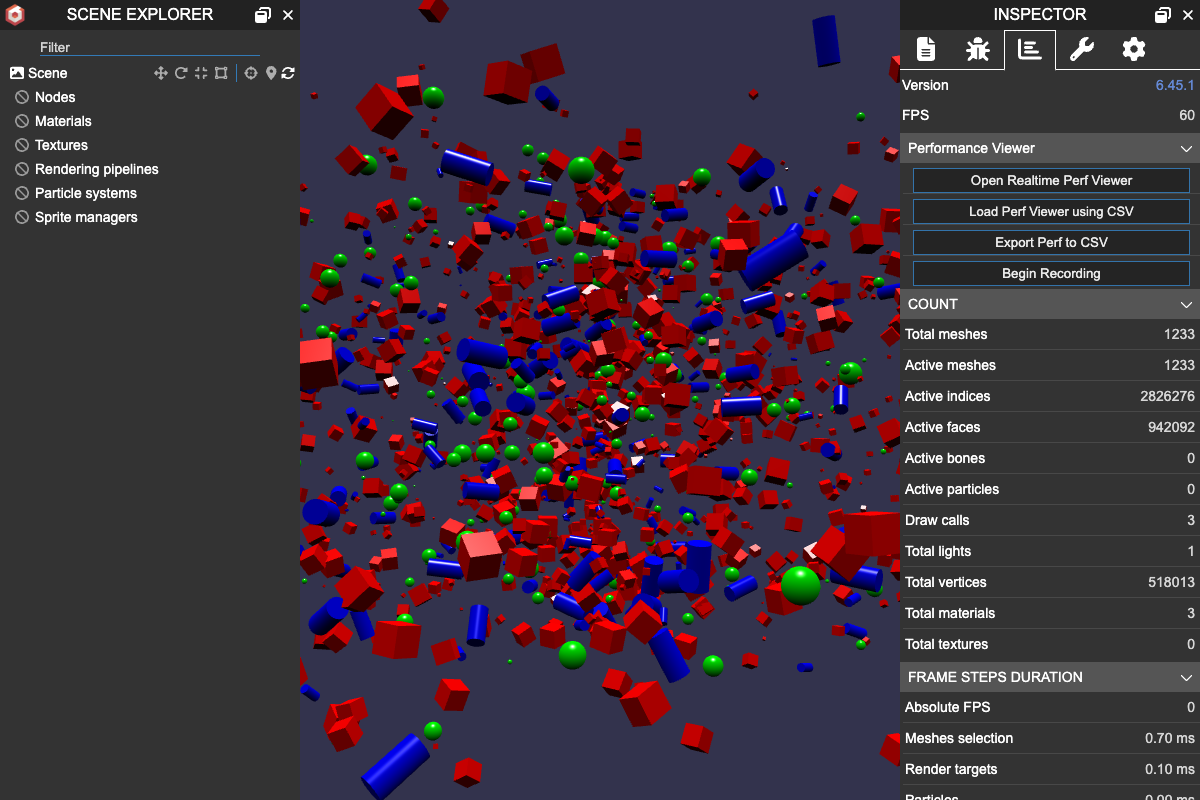 SCENE EXPLORER
Filter
Scene
Nodes
Materials
Textures
Rendering pipelines
Particle systems
Sprite managers
INSPECTOR
Version 6.45.1
FPS 60
Performance Viewer
Open Realtime Perf Viewer
Load Perf Viewer using CSV
Export Perf to CSV
Begin Recording
COUNT
Total meshes 1233
Active meshes 1233
Active indices 2826276
Active faces 942092
Active bones 0
Active particles 0
Draw calls 3
Total lights 1
Total vertices 518013
Total materials 3
Total textures 0
FRAME STEPS DURATION
Absolute FPS 0
Meshes selection 0.70 ms
Render targets 0.10 ms
Particles 0.00 ms